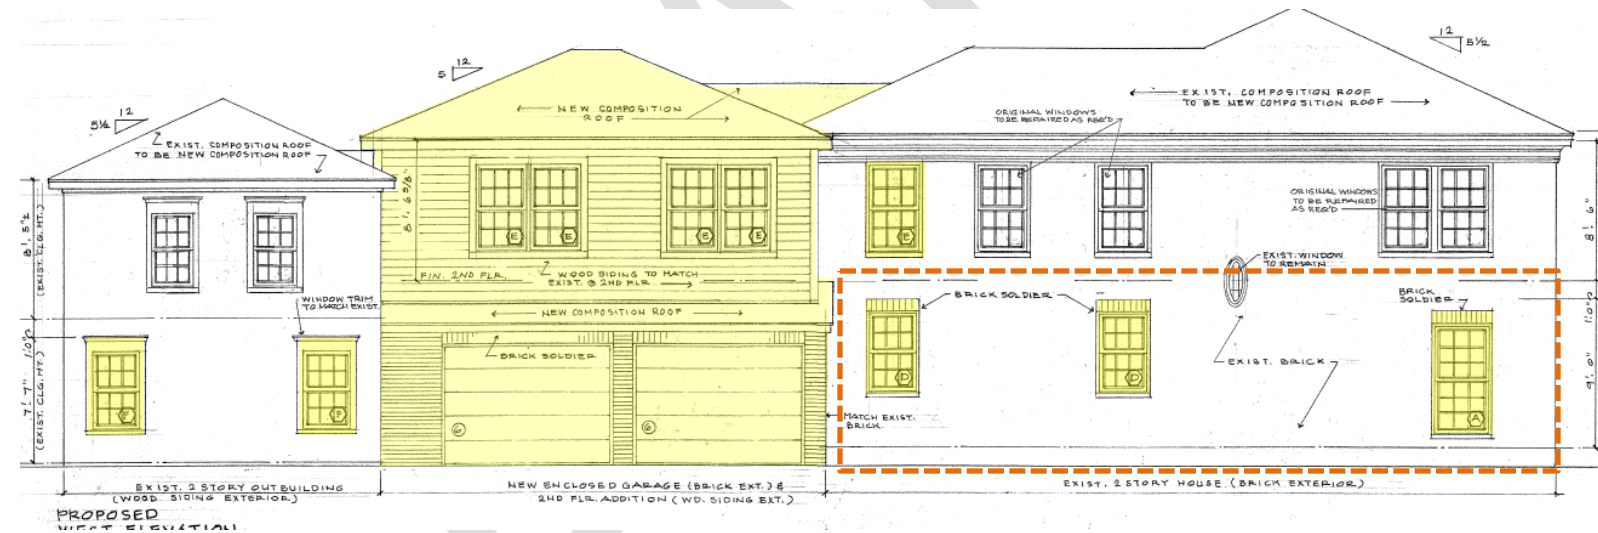 12
5½
12
5
12
5½
NEW COMPOSITION
ROOF
EXIST. COMPOSITION ROOF
TO BE NEW COMPOSITION ROOF
ORIGINAL WINDOWS
TO BE REPAIRED AS REQ'D
EXIST. COMPOSITION ROOF
TO BE NEW COMPOSITION ROOF
8'. 6 5/8"
ORIGINAL WINDOWS
TO BE REPAIRED
AS REQ'D
8'. 6"
(EXIST. CLG. HT.)
E
E
E
E
E
EXIST. WINDOW
TO REMAIN
FIN. 2ND FLR.
WOOD SIDING TO MATCH
EXIST. @ 2ND FLR.
WINDOW TRIM
TO MATCH EXIST.
NEW COMPOSITION ROOF
BRICK SOLDIER
BRICK
SOLDIER
1'.0"
1'.0"
BRICK SOLDIER
EXIST. BRICK
D
D
9'. 0"
7'. 7"
(EXIST. CLG. HT.)
F
F
6
6
MATCH EXIST.
BRICK
A
EXIST. 2 STORY OUTBUILDING
(WOOD SIDING EXTERIOR)
NEW ENCLOSED GARAGE (BRICK EXT.) &
2ND FLR. ADDITION (WD. SIDING EXT.)
EXIST. 2 STORY HOUSE (BRICK EXTERIOR)
PROPOSED
WEST ELEVATION